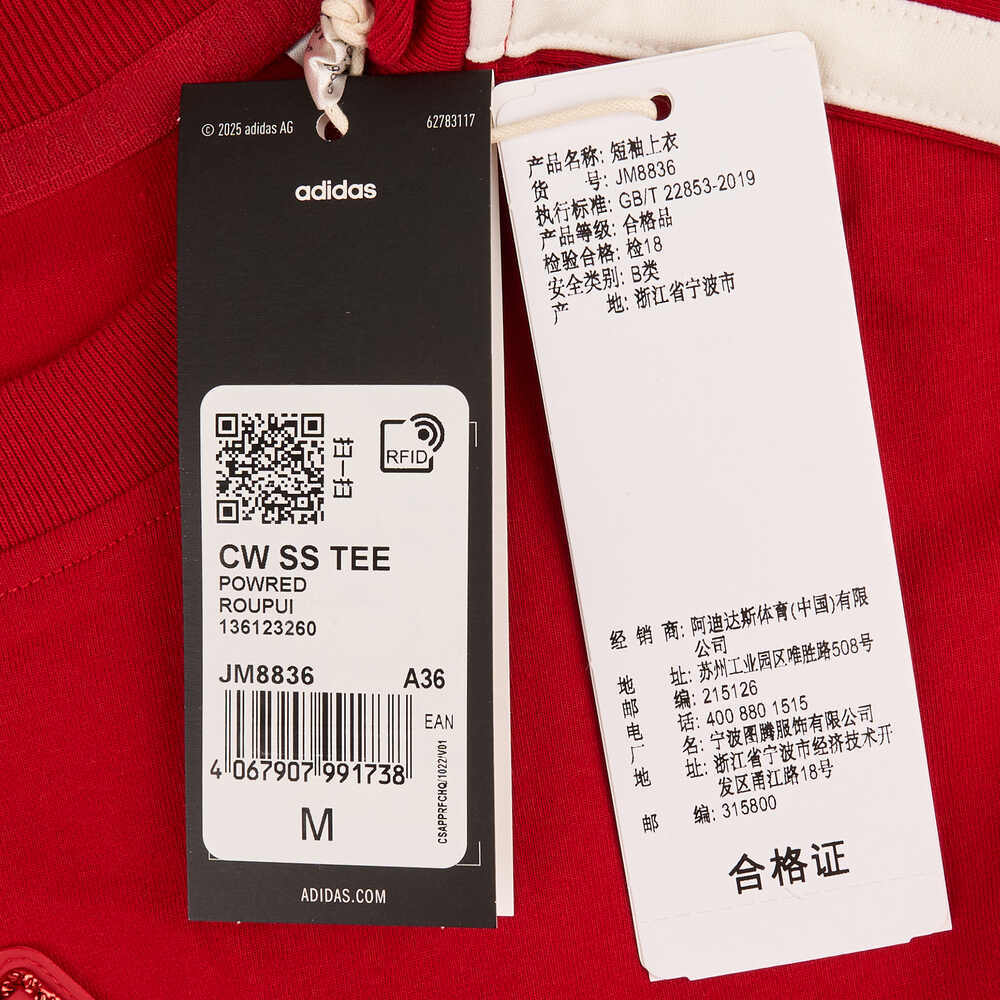 © 2025 adidas AG
62783117
adidas
扫一扫
RFID
CW SS TEE
POWRED
ROUPUI
136123260
JM8836 A36
EAN
4 067907 991738
CSAPPRFCHQ/1022/V01
M
ADIDAS.COM
产品名称: 短袖上衣
货 号: JM8836
执行标准: GB/T 22853-2019
产品等级: 合格品
检验合格: 检18
安全类别: B类
产 地: 浙江省宁波市
经 销 商: 阿迪达斯体育(中国)有限
公司
地 址: 苏州工业园区唯胜路508号
邮 编: 215126
电 话: 400 880 1515
厂 名: 宁波图腾服饰有限公司
地 址: 浙江省宁波市经济技术开
发区甬江路18号
邮 编: 315800
合格证